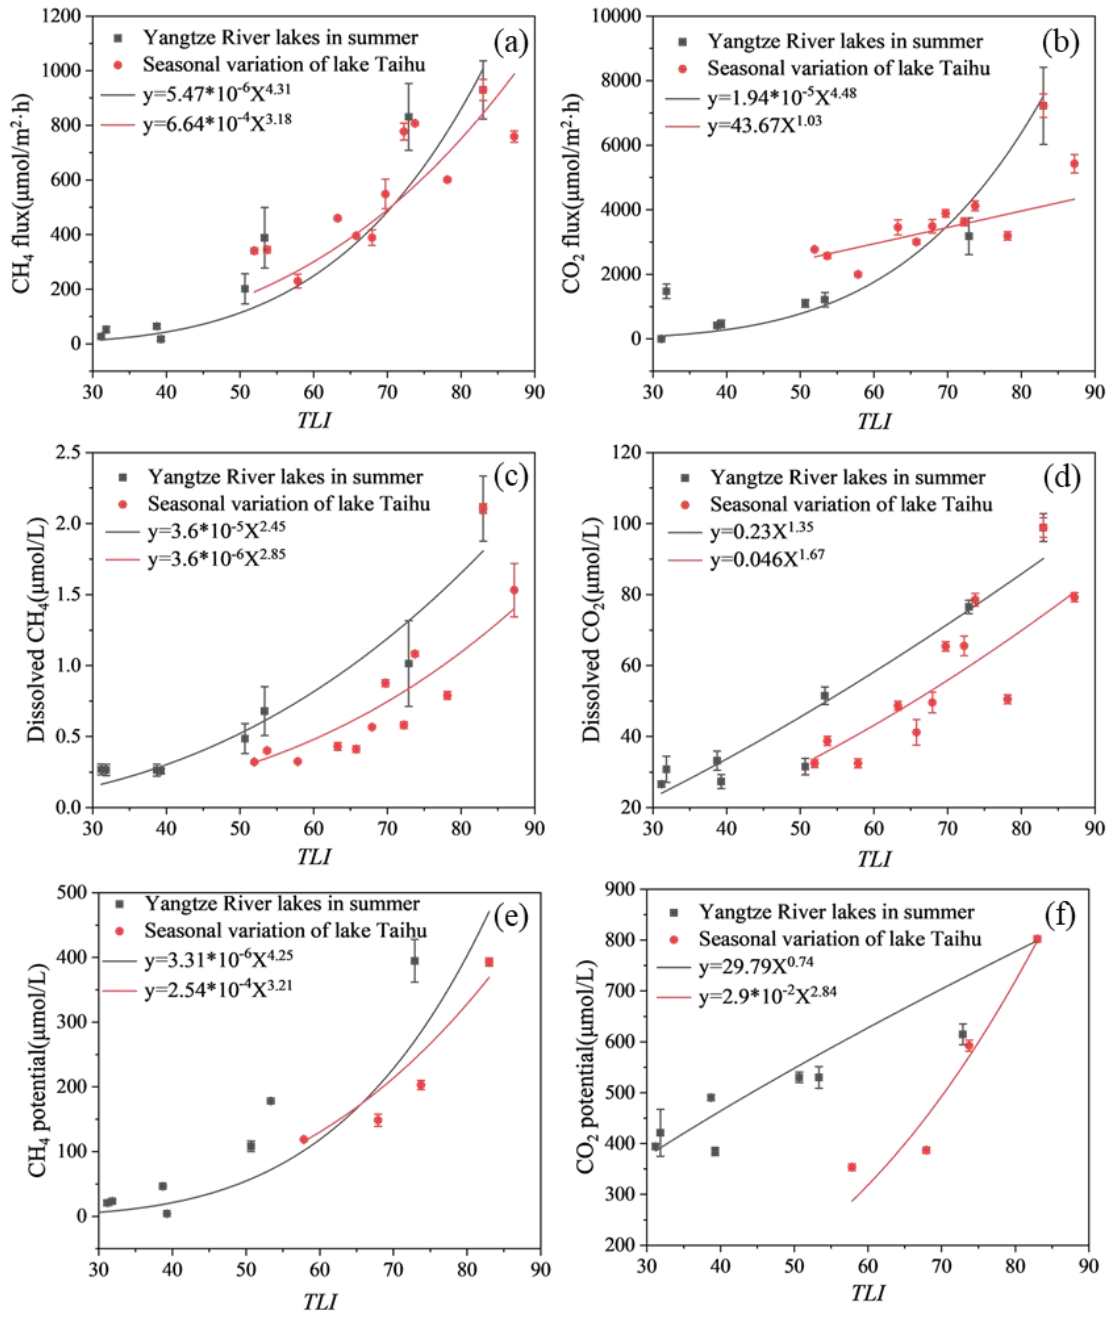 (a)
Yangtze River lakes in summer
Seasonal variation of lake Taihu
y=5.47*10⁻⁶X⁴·³¹
y=6.64*10⁻⁴X³·¹⁸
CH₄ flux(μmol/m²·h)
1200
1000
800
600
400
200
0
30 40 50 60 70 80 90
TLI
(b)
Yangtze River lakes in summer
Seasonal variation of lake Taihu
y=1.94*10⁻⁵X⁴·⁴⁸
y=43.67X¹·⁰³
CO₂ flux(μmol/m²·h)
10000
8000
6000
4000
2000
0
30 40 50 60 70 80 90
TLI
(c)
Yangtze River lakes in summer
Seasonal variation of lake Taihu
y=3.6*10⁻⁵X²·⁴⁵
y=3.6*10⁻⁶X²·⁸⁵
Dissolved CH₄(μmol/L)
2.5
2.0
1.5
1.0
0.5
0.0
30 40 50 60 70 80 90
TLI
(d)
Yangtze River lakes in summer
Seasonal variation of lake Taihu
y=0.23X¹·³⁵
y=0.046X¹·⁶⁷
Dissolved CO₂(μmol/L)
120
100
80
60
40
20
30 40 50 60 70 80 90
TLI
(e)
Yangtze River lakes in summer
Seasonal variation of lake Taihu
y=3.31*10⁻⁶X⁴·²⁵
y=2.54*10⁻⁴X³·²¹
CH₄ potential(μmol/L)
500
400
300
200
100
0
30 40 50 60 70 80 90
TLI
(f)
Yangtze River lakes in summer
Seasonal variation of lake Taihu
y=29.79X⁰·⁷⁴
y=2.9*10⁻²X²·⁸⁴
CO₂ potential(μmol/L)
900
800
700
600
500
400
300
200
30 40 50 60 70 80 90
TLI